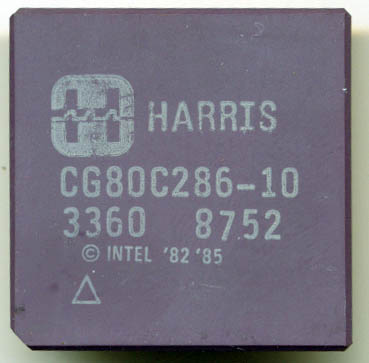 HARRIS
CG80C286-10
3360 8752
© INTEL '82 '85